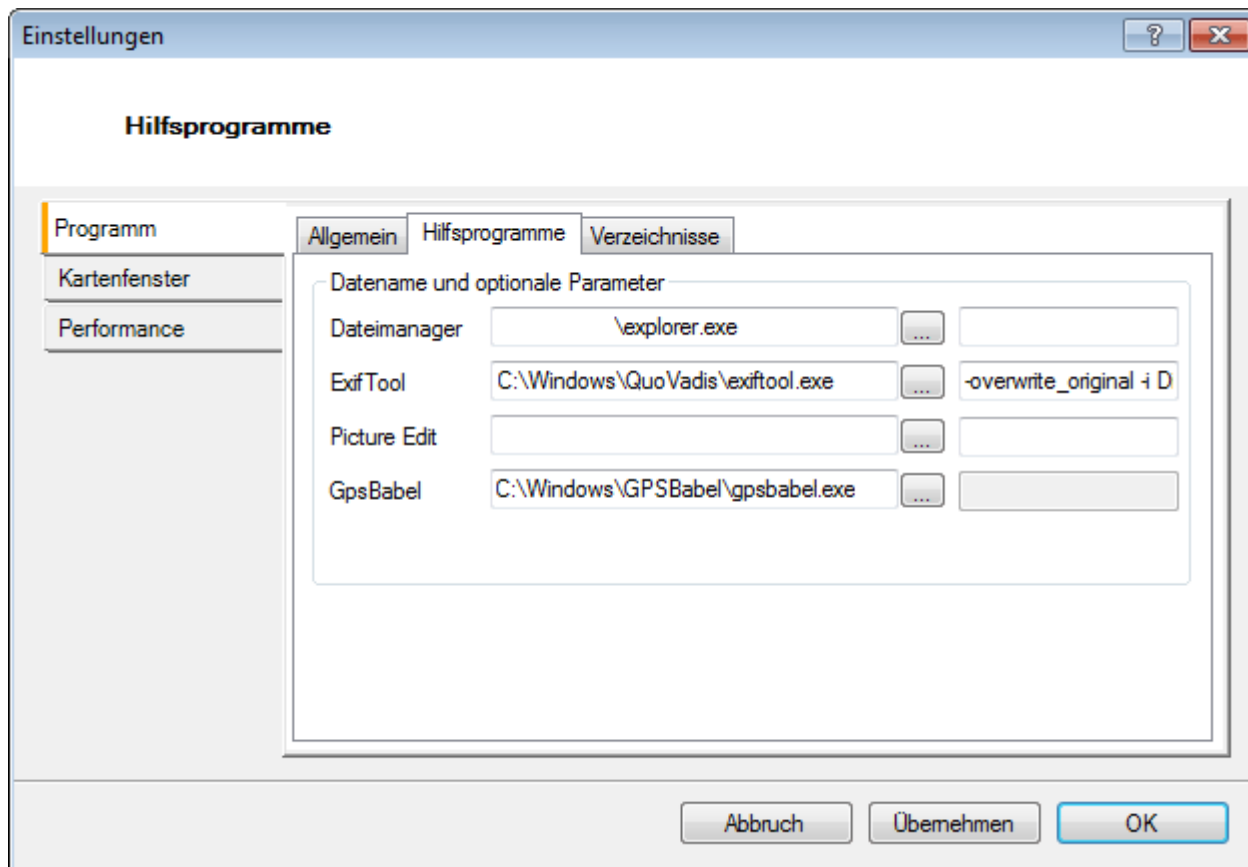 Einstellungen
Hilfsprogramme
Programm
Kartenfenster
Performance
Allgemein Hilfsprogramme Verzeichnisse
Datename und optionale Parameter
Dateimanager \explorer.exe ...
ExifTool C:\Windows\QuoVadis\exiftool.exe ... -overwrite_original -i D
Picture Edit ...
GpsBabel C:\Windows\GPSBabel\gpsbabel.exe ...
Abbruch Übernehmen OK